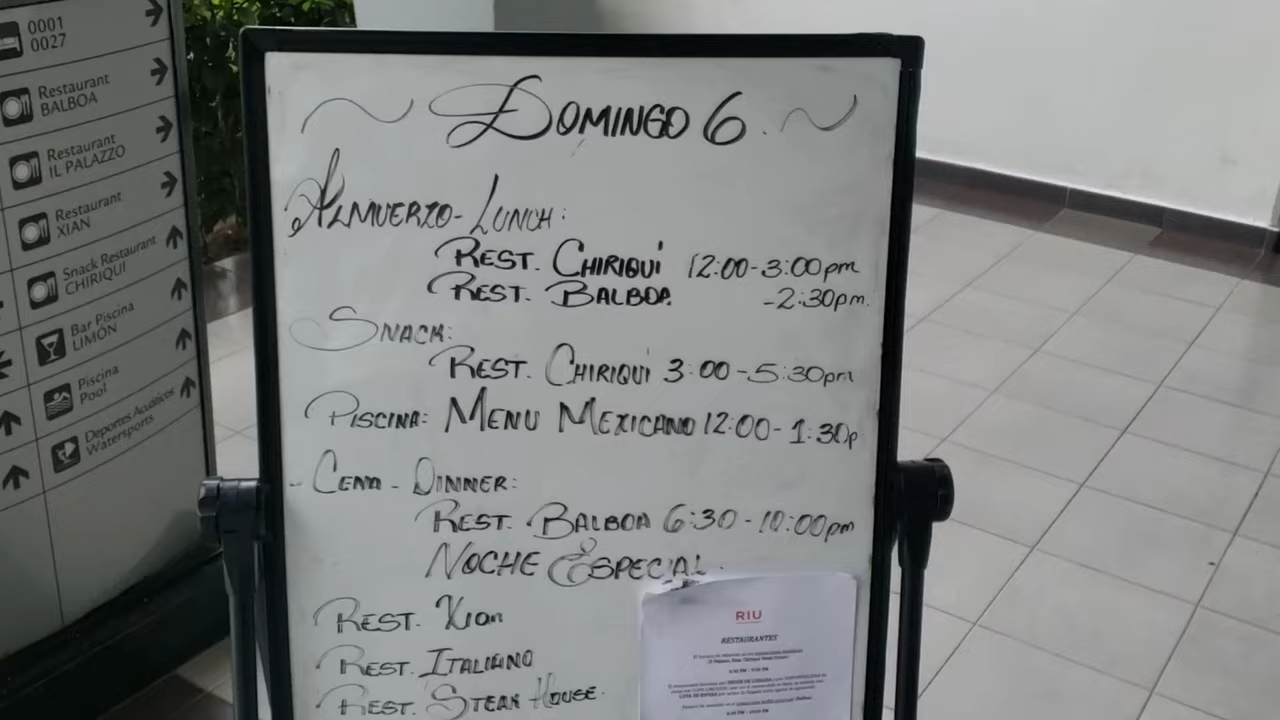 0001
0027
Restaurant
BALBOA
Restaurant
IL PALAZZO
Restaurant
XIAN
Snack Restaurant
CHIRIQUI
Bar Piscina
LIMÓN
Piscina
Pool
Deportes Acuáticos
Watersports
~ DOMINGO 6. ~
ALMUERZO - LUNCH:
REST. CHIRIQUI 12:00-3:00pm
REST. BALBOA -2:30pm.
SNACK:
REST. CHIRIQUI 3:00-5:30pm
PISCINA: MENU MEXICANO 12:00-1:30p
- CENA - DINNER:
REST. BALBOA 6:30-10:00pm
NOCHE ESPECIAL.
REST. Xian
REST. ITALIANO
REST. STEAK HOUSE.
RIU
RESTAURANTES